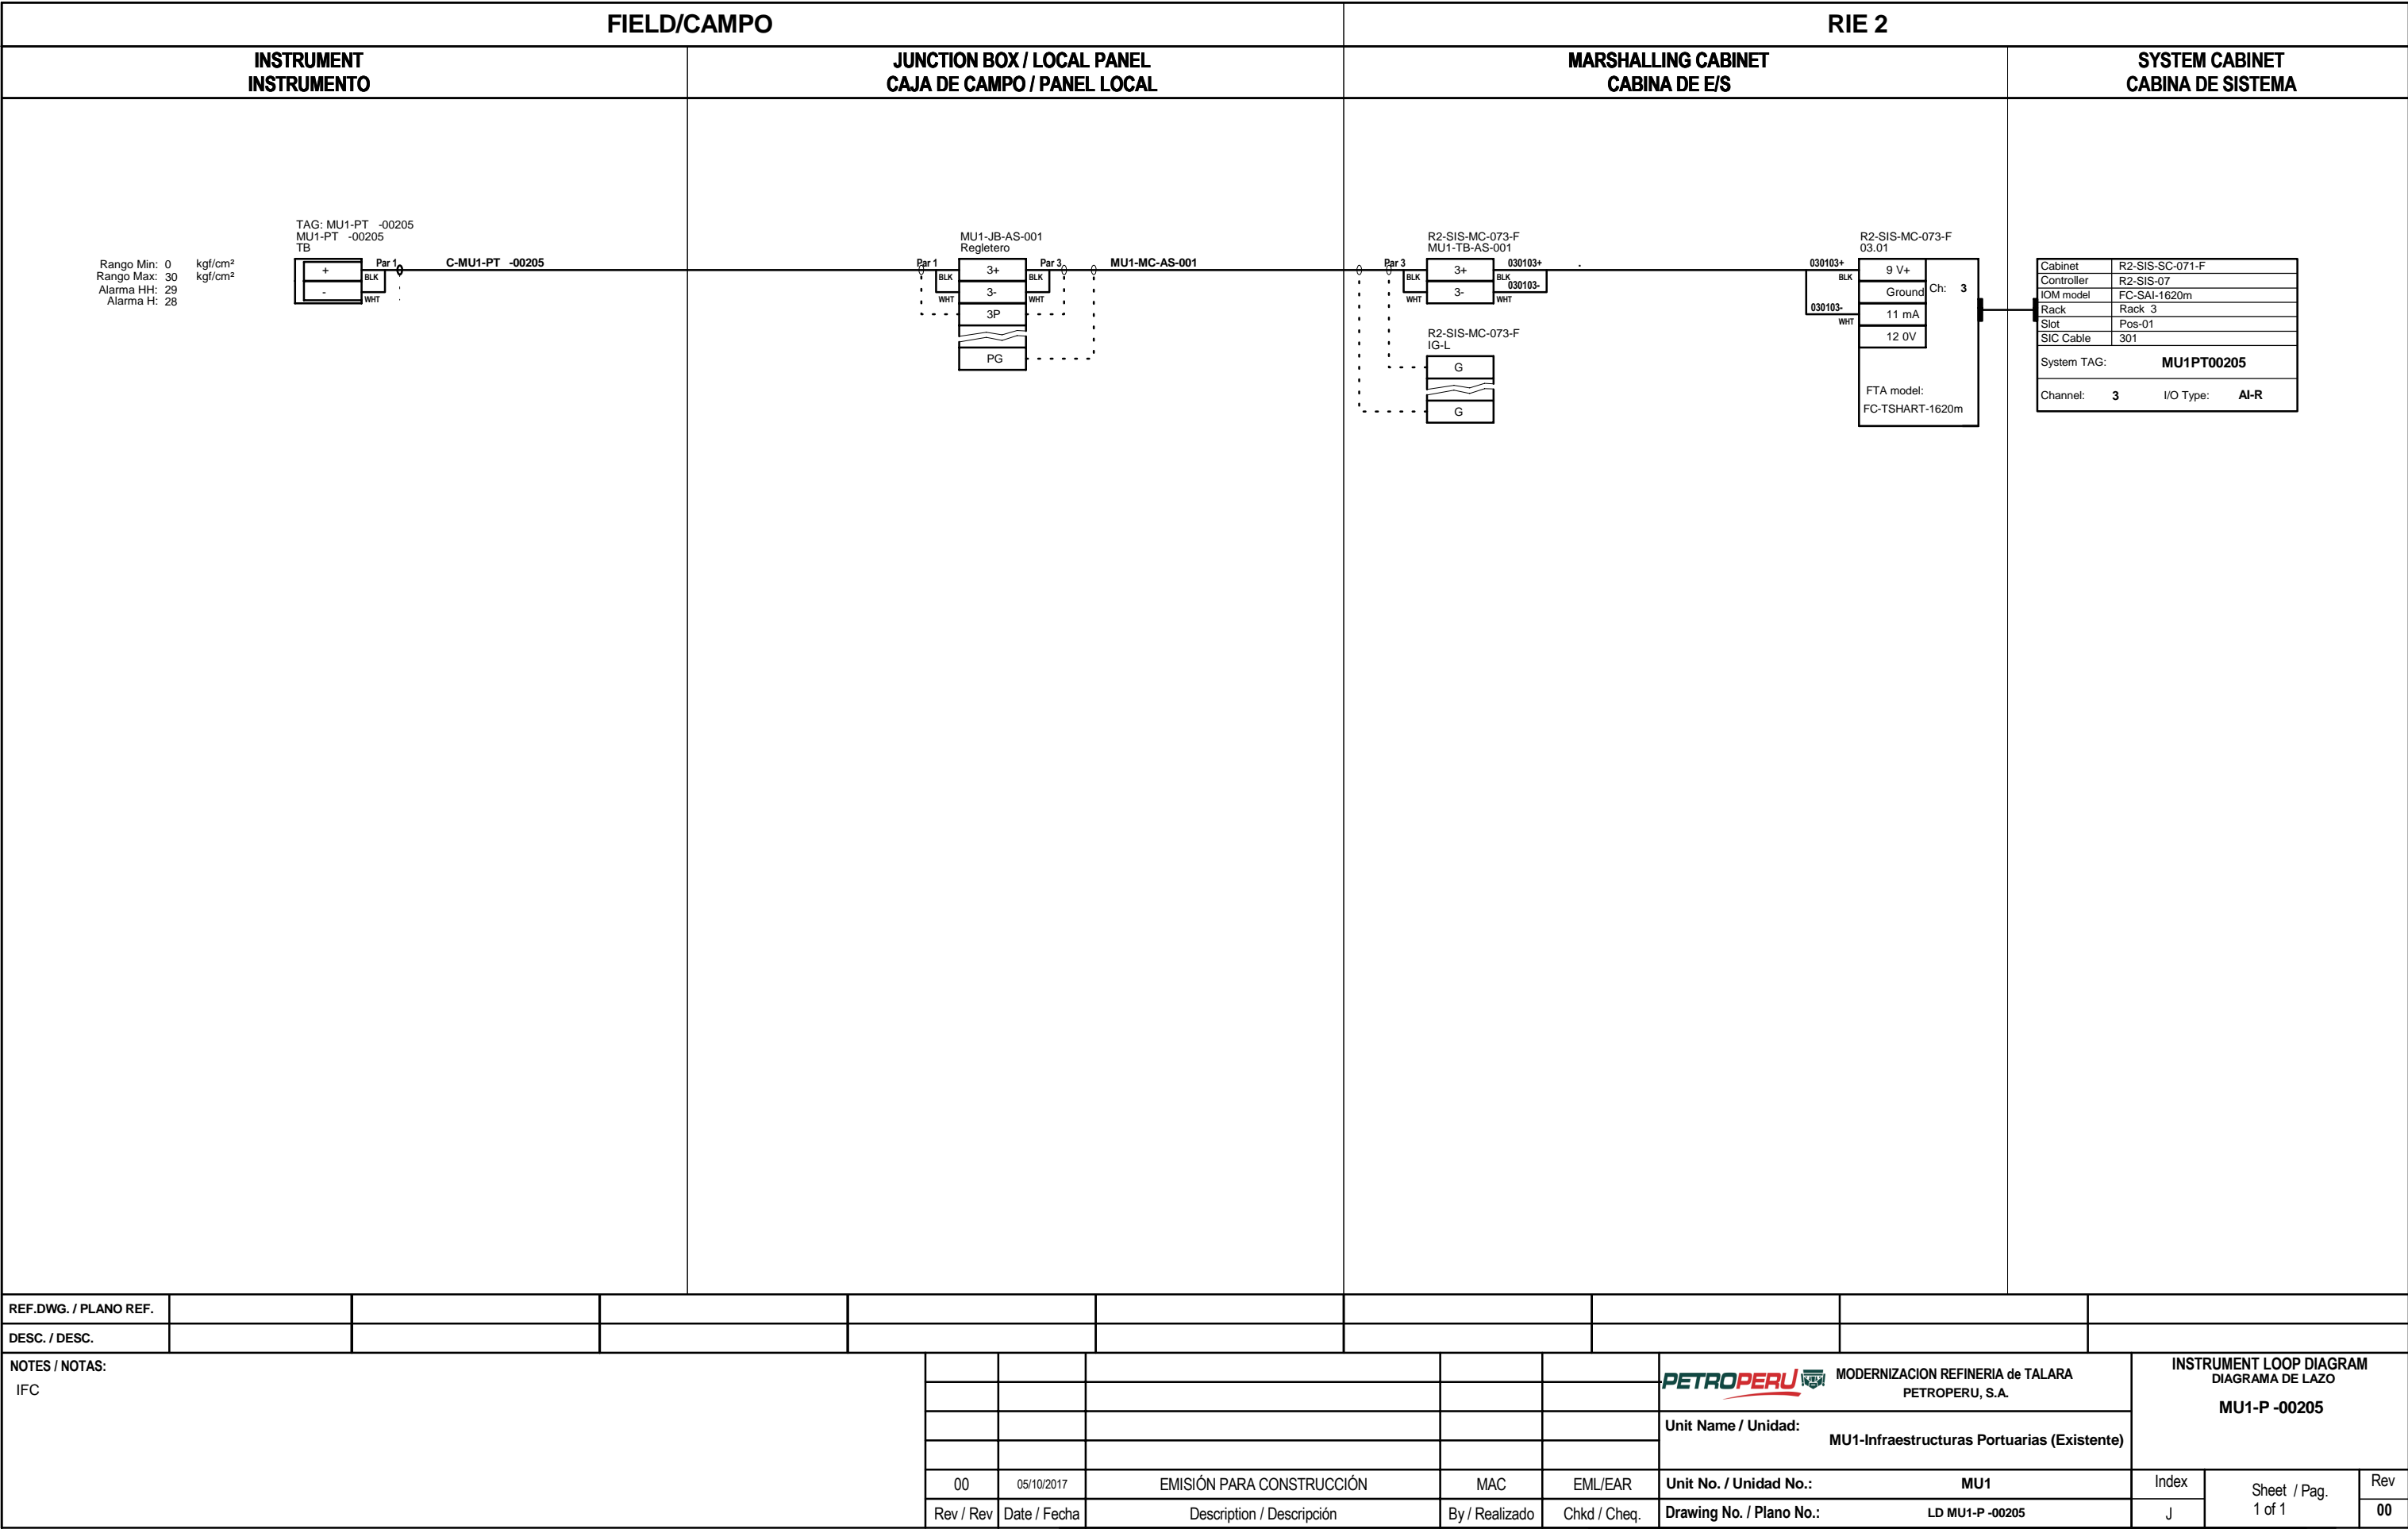 FIELD/CAMPO
RIE 2
INSTRUMENT
INSTRUMENTO
JUNCTION BOX / LOCAL PANEL
CAJA DE CAMPO / PANEL LOCAL
MARSHALLING CABINET
CABINA DE E/S
SYSTEM CABINET
CABINA DE SISTEMA
Rango Min: 0 kgf/cm²
Rango Max: 30 kgf/cm²
Alarma HH: 29
Alarma H: 28
TAG: MU1-PT -00205
MU1-PT -00205
TB
+
-
Par 1
BLK
WHT
C-MU1-PT -00205
MU1-JB-AS-001
Regletero
Par 1
BLK
WHT
3+
3-
3P
PG
Par 3
BLK
WHT
MU1-MC-AS-001
R2-SIS-MC-073-F
MU1-TB-AS-001
Par 3
BLK
WHT
3+
3-
030103+
BLK
030103-
WHT
R2-SIS-MC-073-F
IG-L
G
G
R2-SIS-MC-073-F
03.01
030103+
BLK
030103-
WHT
9 V+
Ground
11 mA
12 0V
Ch: 3
FTA model:
FC-TSHART-1620m
Cabinet R2-SIS-SC-071-F
Controller R2-SIS-07
IOM model FC-SAI-1620m
Rack Rack 3
Slot Pos-01
SIC Cable 301
System TAG: MU1PT00205
Channel: 3 I/O Type: AI-R
REF.DWG. / PLANO REF.
DESC. / DESC.
NOTES / NOTAS:
IFC
00 05/10/2017 EMISIÓN PARA CONSTRUCCIÓN MAC EML/EAR
Rev / Rev Date / Fecha Description / Descripción By / Realizado Chkd / Cheq.
PETROPERU
MODERNIZACION REFINERIA de TALARA
PETROPERU, S.A.
Unit Name / Unidad:
MU1-Infraestructuras Portuarias (Existente)
Unit No. / Unidad No.: MU1
Drawing No. / Plano No.: LD MU1-P -00205
INSTRUMENT LOOP DIAGRAM
DIAGRAMA DE LAZO
MU1-P -00205
Index
J
Sheet / Pag.
1 of 1
Rev
00